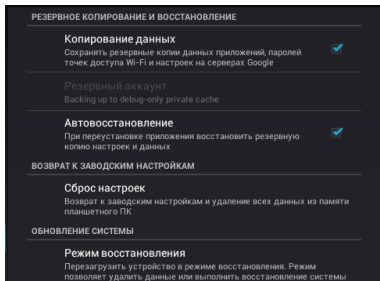 РЕЗЕРВНОЕ КОПИРОВАНИЕ И ВОССТАНОВЛЕНИЕ
Копирование данных
Сохранять резервные копии данных приложений, паролей
точек доступа Wi-Fi и настроек на серверах Google
Резервный аккаунт
Backing up to debug-only private cache
Автовосстановление
При переустановке приложения восстановить резервную
копию настроек и данных
ВОЗВРАТ К ЗАВОДСКИМ НАСТРОЙКАМ
Сброс настроек
Возврат к заводским настройкам и удаление всех данных из памяти
планшетного ПК
ОБНОВЛЕНИЕ СИСТЕМЫ
Режим восстановления
Перезагрузить устройство в режиме восстановления. Режим
позволяет удалить данные или выполнить восстановление системы